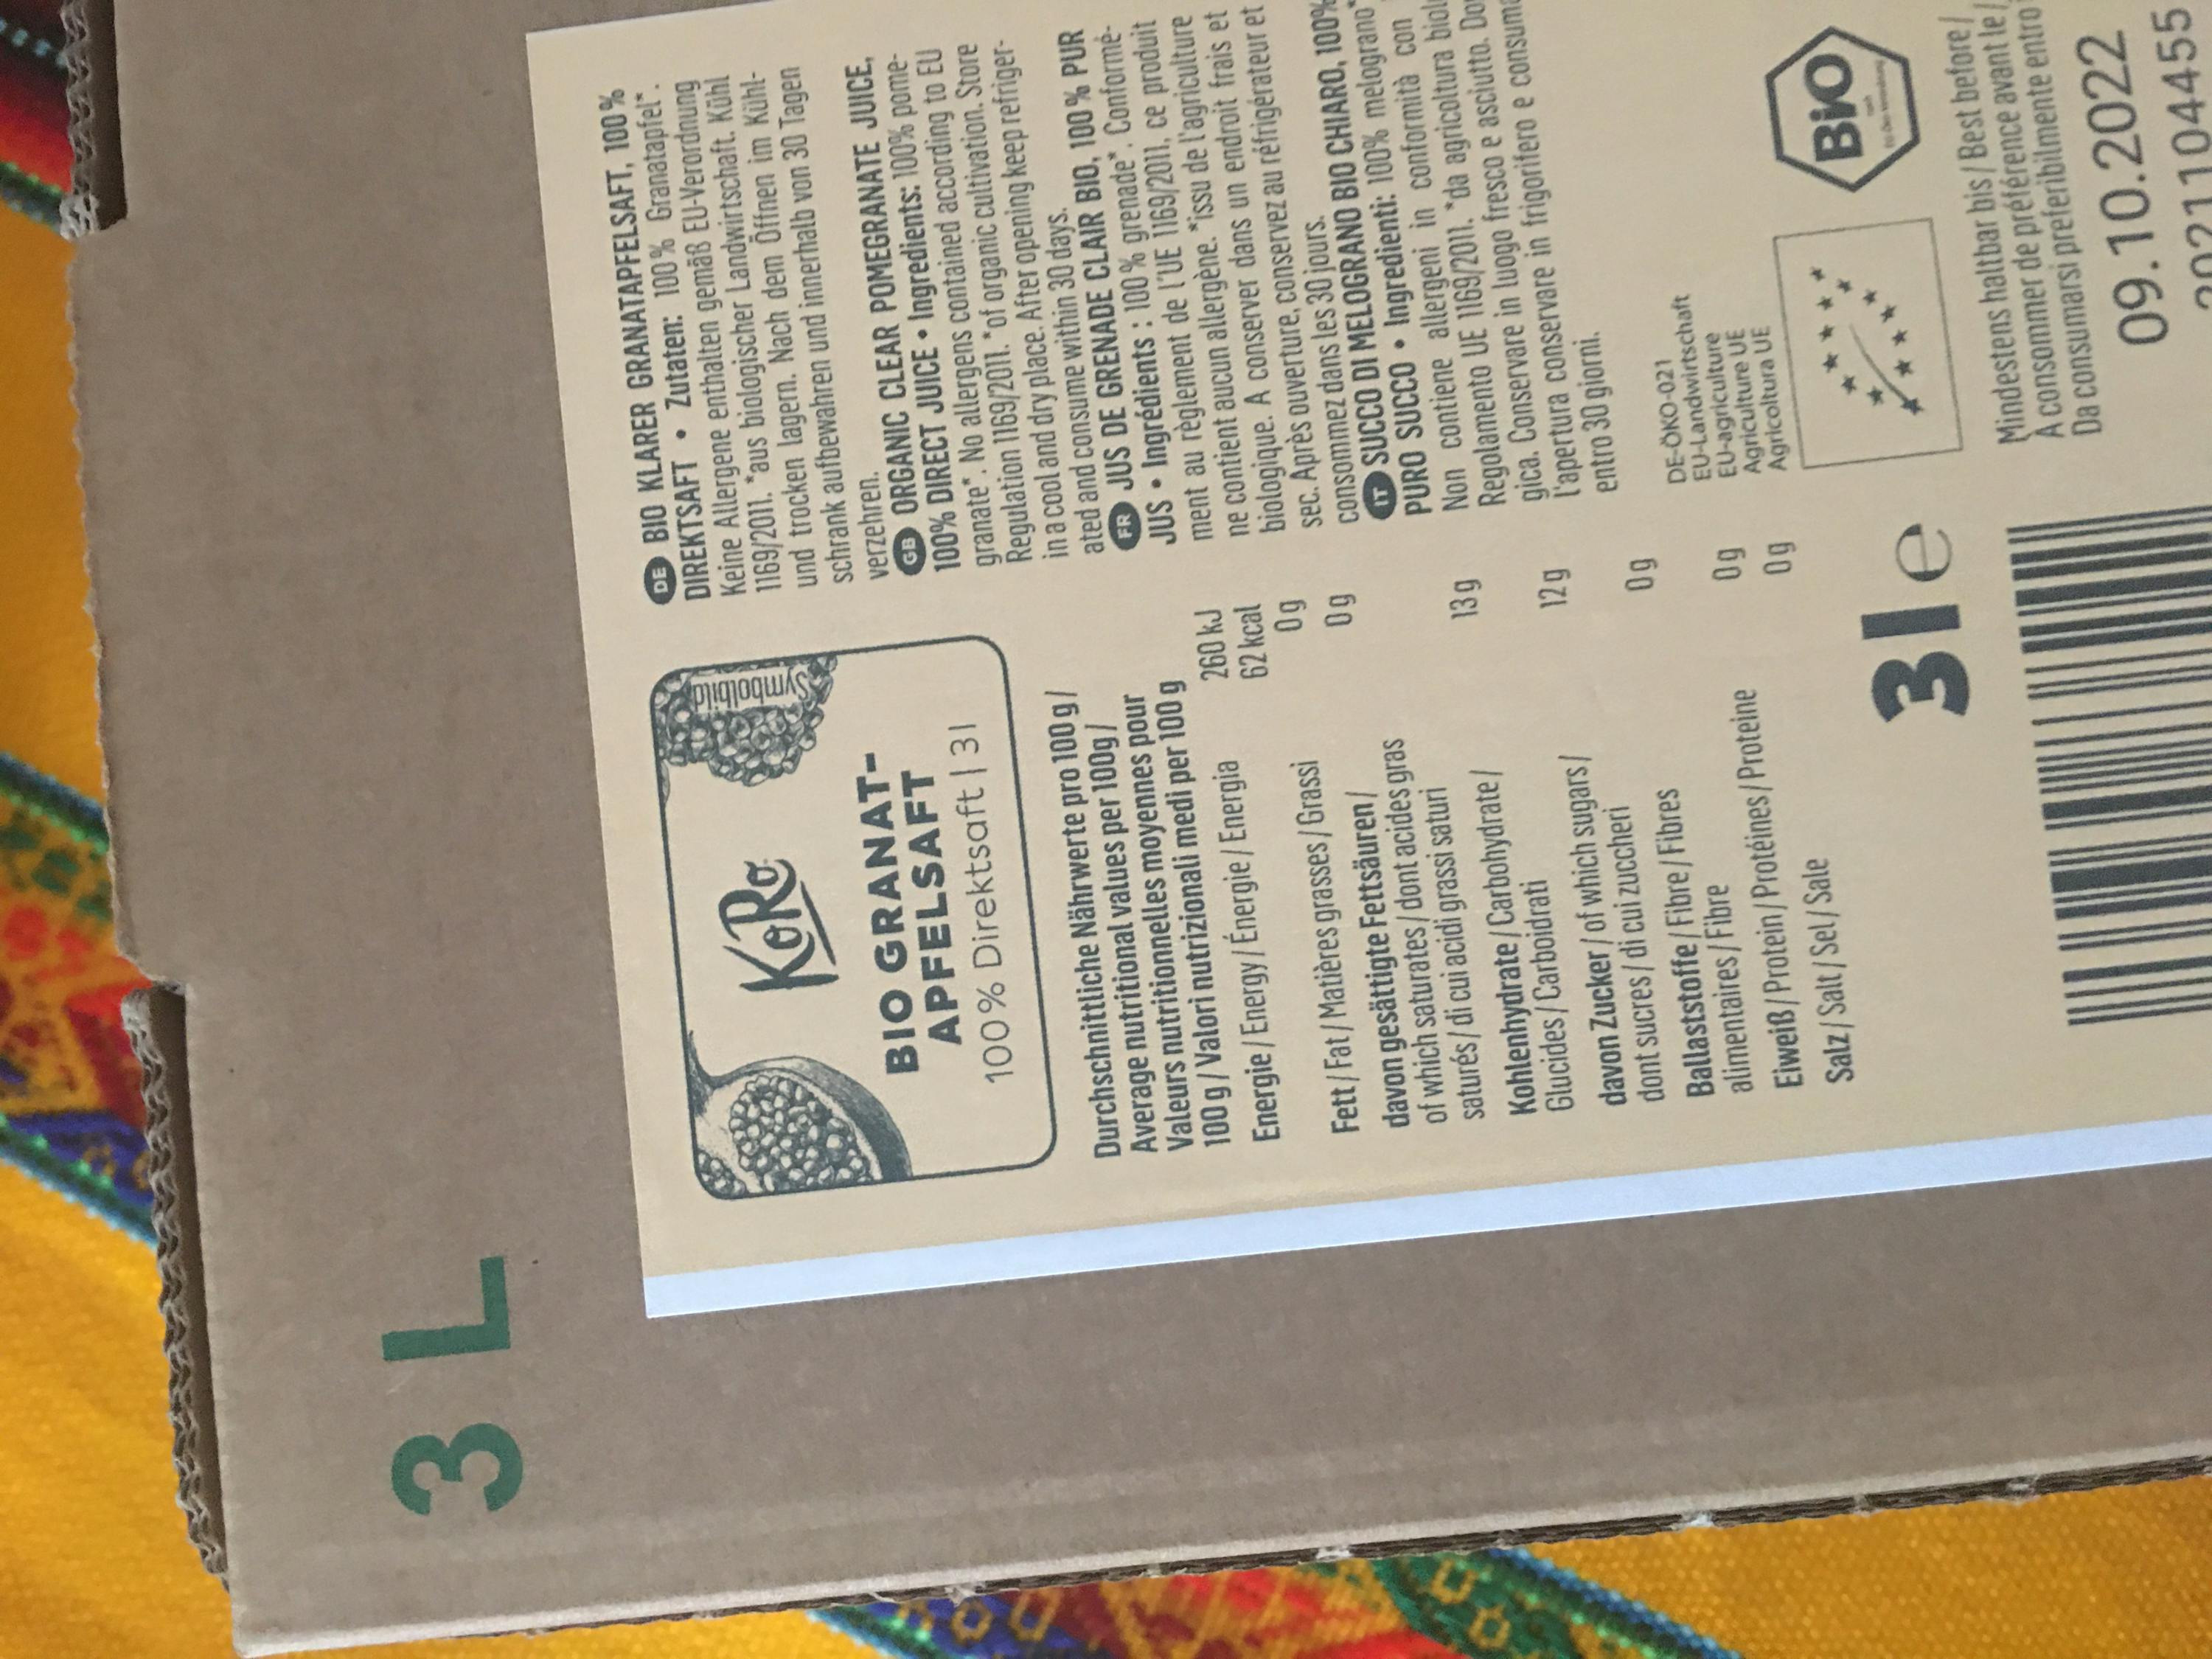 3 L
KoRo
Symbolbild
BIO GRANAT-
APFELSAFT
100% Direktsaft | 3l
Durchschnittliche Nährwerte pro 100 g /
Average nutritional values per 100g /
Valeurs nutritionnelles moyennes pour
100 g / Valori nutrizionali medi per 100 g
Energie / Energy / Énergie / Energia 260 kJ
62 kcal
Fett / Fat / Matières grasses / Grassi 0 g
davon gesättigte Fettsäuren / 0 g
of which saturates / dont acides gras
saturés / di cui acidi grassi saturi
Kohlenhydrate / Carbohydrate / 13 g
Glucides / Carboidrati
davon Zucker / of which sugars / 12 g
dont sucres / di cui zuccheri
Ballaststoffe / Fibre / Fibres 0 g
alimentaires / Fibre
Eiweiß / Protein / Protéines / Proteine 0 g
Salz / Salt / Sel / Sale 0 g
3 l e
DE BIO KLARER GRANATAPFELSAFT, 100%
DIREKTSAFT • Zutaten: 100% Granatapfel*.
Keine Allergene enthalten gemäß EU-Verordnung
1169/2011. *aus biologischer Landwirtschaft. Kühl
und trocken lagern. Nach dem Öffnen im Kühl-
schrank aufbewahren und innerhalb von 30 Tagen
verzehren.
GB ORGANIC CLEAR POMEGRANATE JUICE,
100% DIRECT JUICE • Ingredients: 100% pome-
granate*. No allergens contained according to EU
Regulation 1169/2011. *of organic cultivation. Store
in a cool and dry place. After opening keep refriger-
ated and consume within 30 days.
FR JUS DE GRENADE CLAIR BIO, 100 % PUR
JUS • Ingrédients : 100 % grenade*. Conformé-
ment au règlement de l'UE 1169/2011, ce produit
ne contient aucun allergène. *issu de l'agriculture
biologique. A conserver dans un endroit frais et
sec. Après ouverture, conservez au réfrigérateur et
consommez dans les 30 jours.
IT SUCCO DI MELOGRANO BIO CHIARO, 100%
PURO SUCCO • Ingredienti: 100% melograno*.
Non contiene allergeni in conformità con
Regolamento UE 1169/2011. *da agricoltura biolo
gica. Conservare in luogo fresco e asciutto. Do
l'apertura conservare in frigorifero e consuma
entro 30 giorni.
DE-ÖKO-021
EU-Landwirtschaft
EU-agriculture
Agriculture UE
Agricoltura UE
BiO
Mindestens haltbar bis / Best before /
A consommer de préférence avant le /
Da consumarsi preferibilmente entro
09.10.2022
2021104455